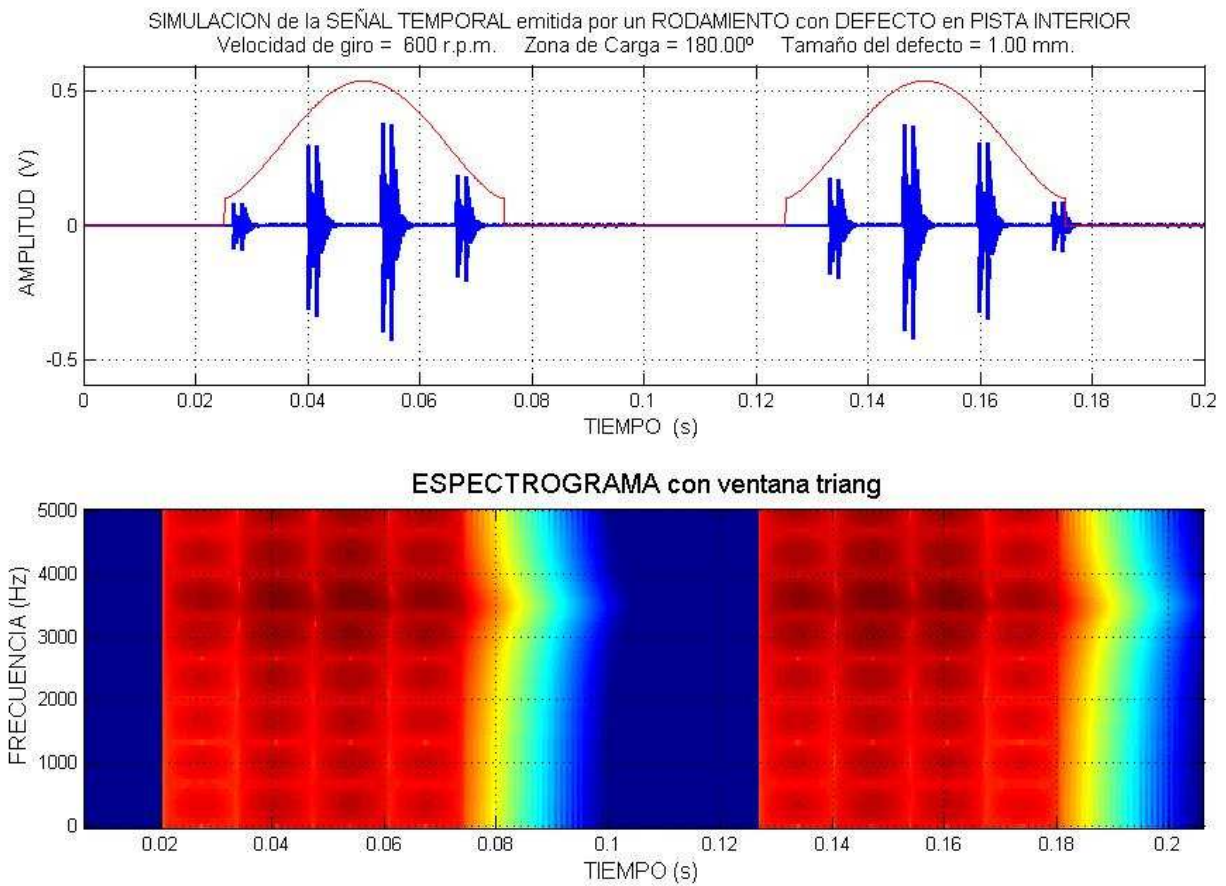 SIMULACION de la SEÑAL TEMPORAL emitida por un RODAMIENTO con DEFECTO en PISTA INTERIOR
Velocidad de giro = 600 r.p.m. Zona de Carga = 180.00º Tamaño del defecto = 1.00 mm.
AMPLITUD (V)
0.5
0
-0.5
0 0.02 0.04 0.06 0.08 0.1 0.12 0.14 0.16 0.18 0.2
TIEMPO (s)
ESPECTROGRAMA con ventana triang
FRECUENCIA (Hz)
5000
4000
3000
2000
1000
0
0.02 0.04 0.06 0.08 0.1 0.12 0.14 0.16 0.18 0.2
TIEMPO (s)